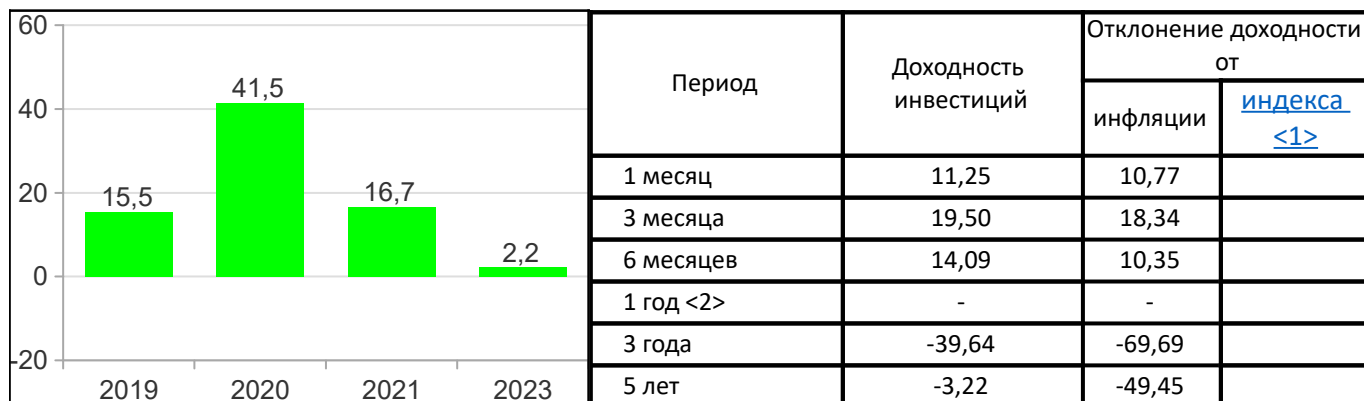 60
40
20
0
-20
15,5
41,5
16,7
2,2
2019 2020 2021 2023
Период
Доходность
инвестиций
Отклонение доходности
от
инфляции
индекса
<1>
1 месяц 11,25 10,77
3 месяца 19,50 18,34
6 месяцев 14,09 10,35
1 год <2> - -
3 года -39,64 -69,69
5 лет -3,22 -49,45